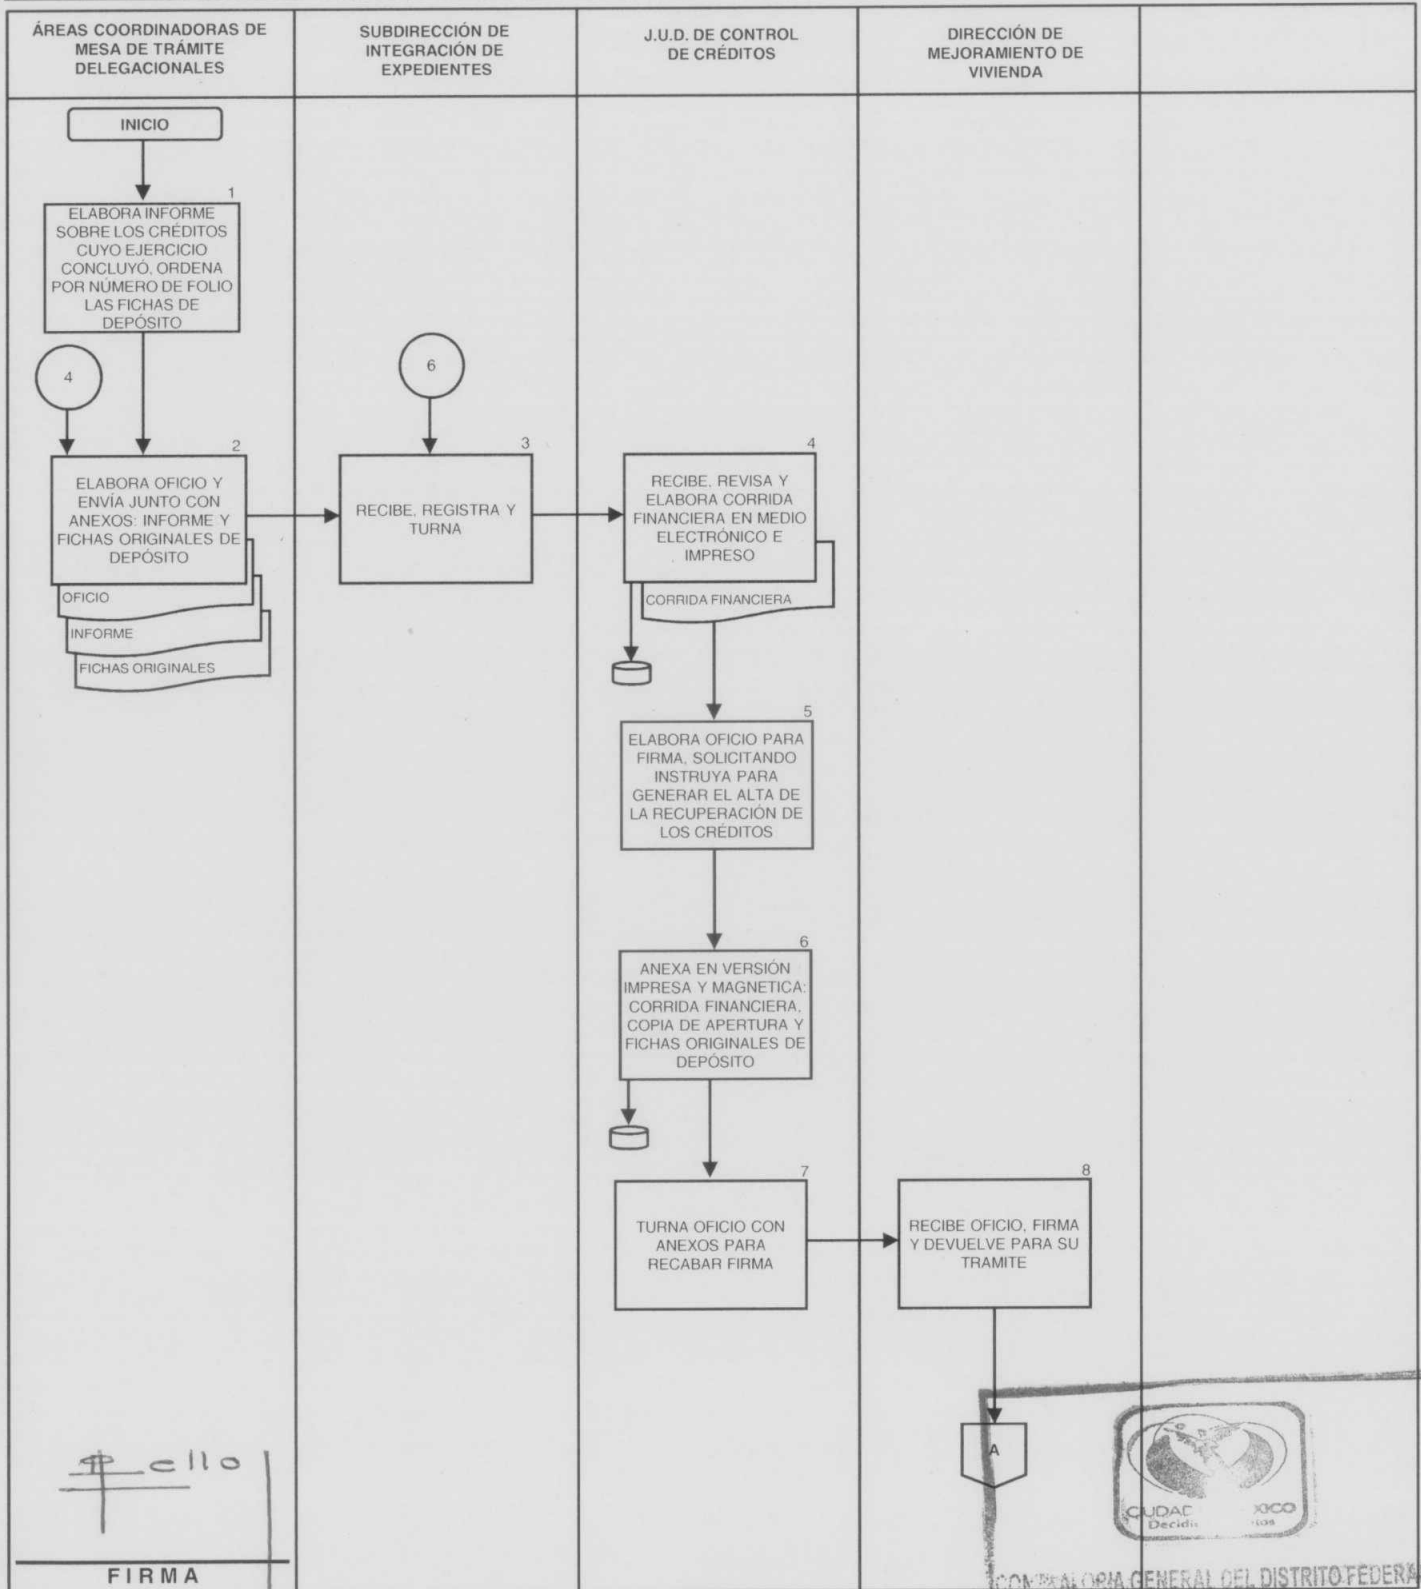 ÁREAS COORDINADORAS DE
MESA DE TRÁMITE
DELEGACIONALES
SUBDIRECCIÓN DE
INTEGRACIÓN DE
EXPEDIENTES
J.U.D. DE CONTROL
DE CRÉDITOS
DIRECCIÓN DE
MEJORAMIENTO DE
VIVIENDA
INICIO
1
ELABORA INFORME
SOBRE LOS CRÉDITOS
CUYO EJERCICIO
CONCLUYÓ, ORDENA
POR NÚMERO DE FOLIO
LAS FICHAS DE
DEPÓSITO
4
6
2
ELABORA OFICIO Y
ENVÍA JUNTO CON
ANEXOS: INFORME Y
FICHAS ORIGINALES DE
DEPÓSITO
OFICIO
INFORME
FICHAS ORIGINALES
3
RECIBE, REGISTRA Y
TURNA
4
RECIBE, REVISA Y
ELABORA CORRIDA
FINANCIERA EN MEDIO
ELECTRÓNICO E
IMPRESO
CORRIDA FINANCIERA
5
ELABORA OFICIO PARA
FIRMA, SOLICITANDO
INSTRUYA PARA
GENERAR EL ALTA DE
LA RECUPERACIÓN DE
LOS CRÉDITOS
6
ANEXA EN VERSIÓN
IMPRESA Y MAGNETICA:
CORRIDA FINANCIERA,
COPIA DE APERTURA Y
FICHAS ORIGINALES DE
DEPÓSITO
7
TURNA OFICIO CON
ANEXOS PARA
RECABAR FIRMA
8
RECIBE OFICIO, FIRMA
Y DEVUELVE PARA SU
TRAMITE
A
FIRMA
GENERAL DEL DISTRITO FEDERA